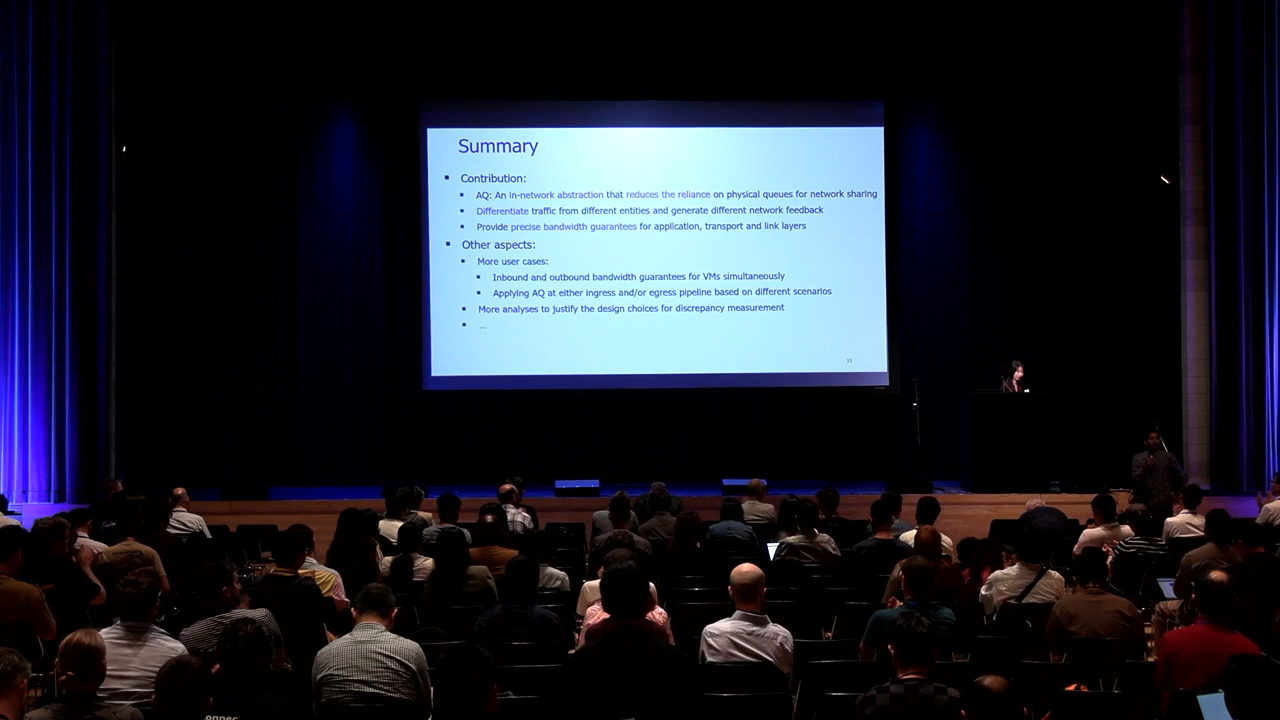 Summary
Contribution:
AQ: An in-network abstraction that reduces the reliance on physical queues for network sharing
Differentiate traffic from different entities and generate different network feedback
Provide precise bandwidth guarantees for application, transport and link layers
Other aspects:
More user cases:
Inbound and outbound bandwidth guarantees for VMs simultaneously
Applying AQ at either ingress and/or egress pipeline based on different scenarios
More analyses to justify the design choices for discrepancy measurement
...